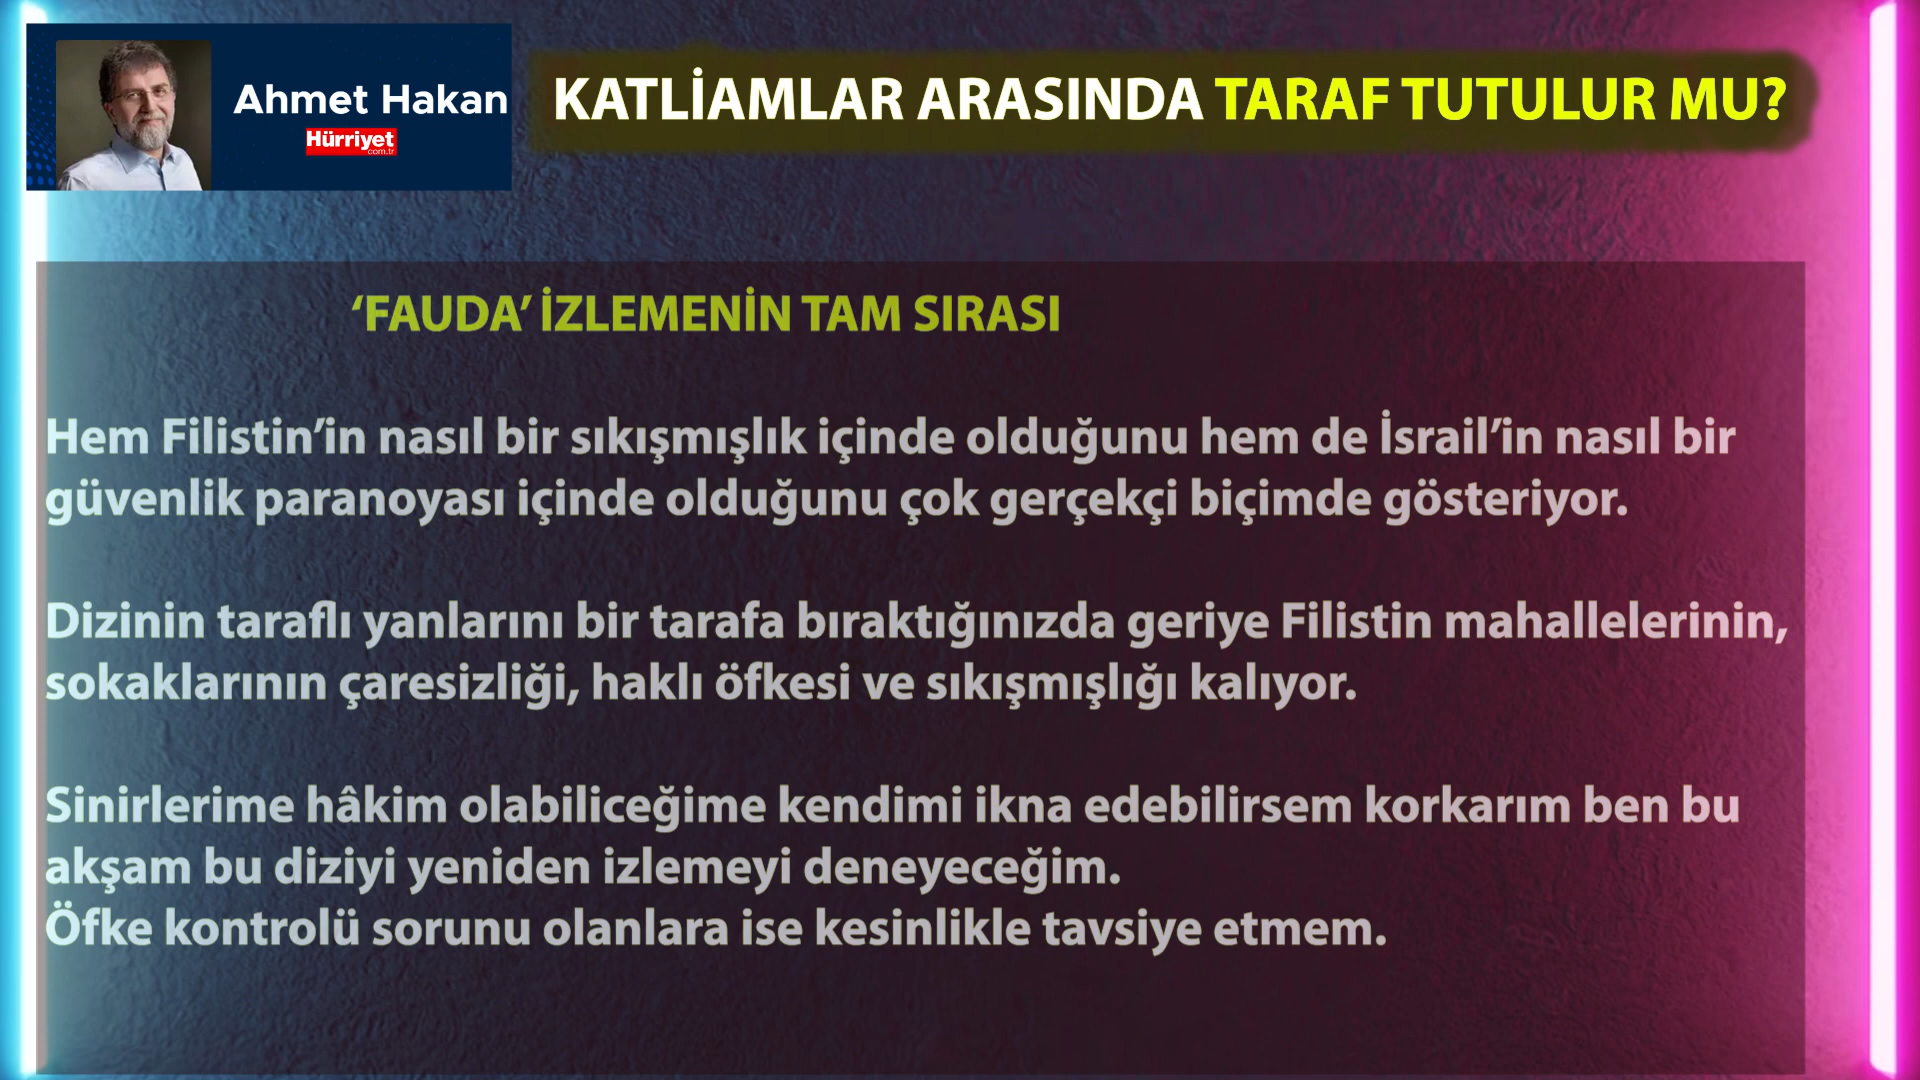 Ahmet Hakan
Hürriyet
com.tr
KATLİAMLAR ARASINDA TARAF TUTULUR MU?
‘FAUDA’ İZLEMENİN TAM SIRASI
Hem Filistin’in nasıl bir sıkışmışlık içinde olduğunu hem de İsrail’in nasıl bir
güvenlik paranoyası içinde olduğunu çok gerçekçi biçimde gösteriyor.
Dizinin taraflı yanlarını bir tarafa bıraktığınızda geriye Filistin mahallelerinin,
sokaklarının çaresizliği, haklı öfkesi ve sıkışmışlığı kalıyor.
Sinirlerime hâkim olabiliceğime kendimi ikna edebilirsem korkarım ben bu
akşam bu diziyi yeniden izlemeyi deneyeceğim.
Öfke kontrolü sorunu olanlara ise kesinlikle tavsiye etmem.